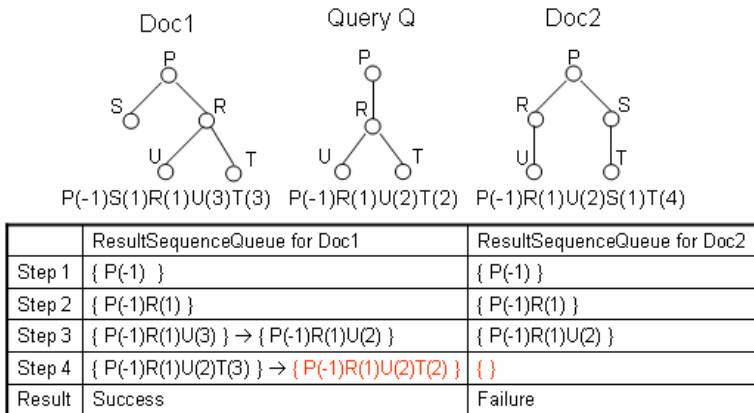 Doc1 Query Q Doc2
P P P
S R R R S
U T U T U T
P(-1)S(1)R(1)U(3)T(3) P(-1)R(1)U(2)T(2) P(-1)R(1)U(2)S(1)T(4)
ResultSequenceQueue for Doc1 ResultSequenceQueue for Doc2
Step 1 { P(-1) } { P(-1) }
Step 2 { P(-1)R(1) } { P(-1)R(1) }
Step 3 { P(-1)R(1)U(3) } → { P(-1)R(1)U(2) } { P(-1)R(1)U(2) }
Step 4 { P(-1)R(1)U(2)T(3) } → { P(-1)R(1)U(2)T(2) } { }
Result Success Failure